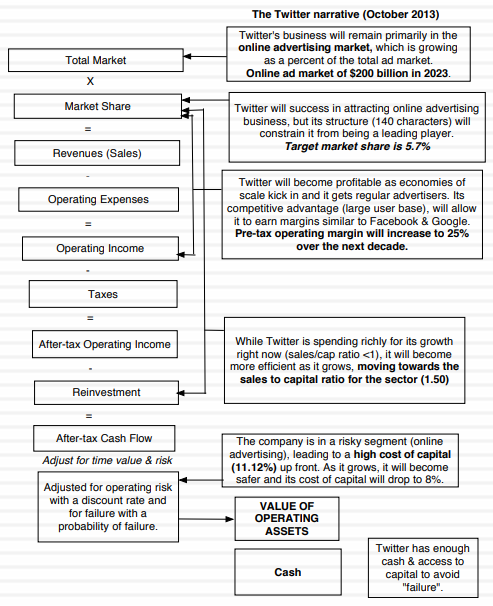 The Twitter narrative (October 2013)
Twitter's business will remain primarily in the
online advertising market, which is growing
as a percent of the total ad market.
Online ad market of $200 billion in 2023.
Total Market
X
Market Share
Twitter will success in attracting online advertising
business, but its structure (140 characters) will
constrain it from being a leading player.
Target market share is 5.7%
=
Revenues (Sales)
-
Operating Expenses
Twitter will become profitable as economies of
scale kick in and it gets regular advertisers. Its
competitive advantage (large user base), will allow
it to earn margins similar to Facebook & Google.
Pre-tax operating margin will increase to 25%
over the next decade.
=
Operating Income
-
Taxes
=
After-tax Operating Income
While Twitter is spending richly for its growth
right now (sales/cap ratio <1), it will become
more efficient as it grows, moving towards the
sales to capital ratio for the sector (1.50)
-
Reinvestment
=
After-tax Cash Flow
Adjust for time value & risk
The company is in a risky segment (online
advertising), leading to a high cost of capital
(11.12%) up front. As it grows, it will become
safer and its cost of capital will drop to 8%.
Adjusted for operating risk
with a discount rate and
for failure with a
probability of failure.
VALUE OF
OPERATING
ASSETS
Cash
Twitter has enough
cash & access to
capital to avoid
"failure".